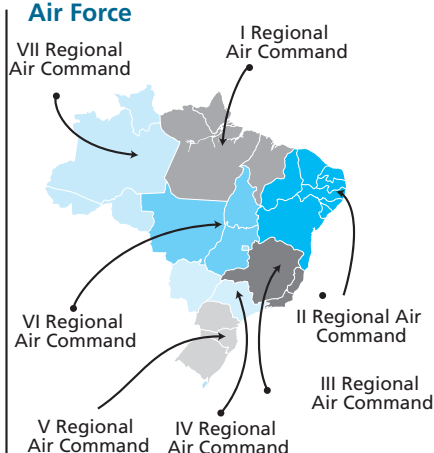 Air Force
VII Regional
Air Command
I Regional
Air Command
VI Regional
Air Command
II Regional Air
Command
III Regional
Air Command
V Regional
Air Command
IV Regional
Air Command